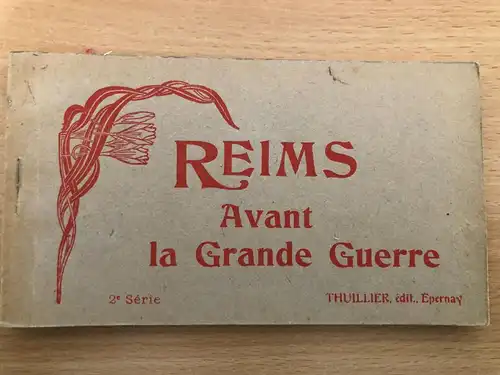 REIMS
Avant
la Grande Guerre
2e Série
THUILLIER, édit., Épernay